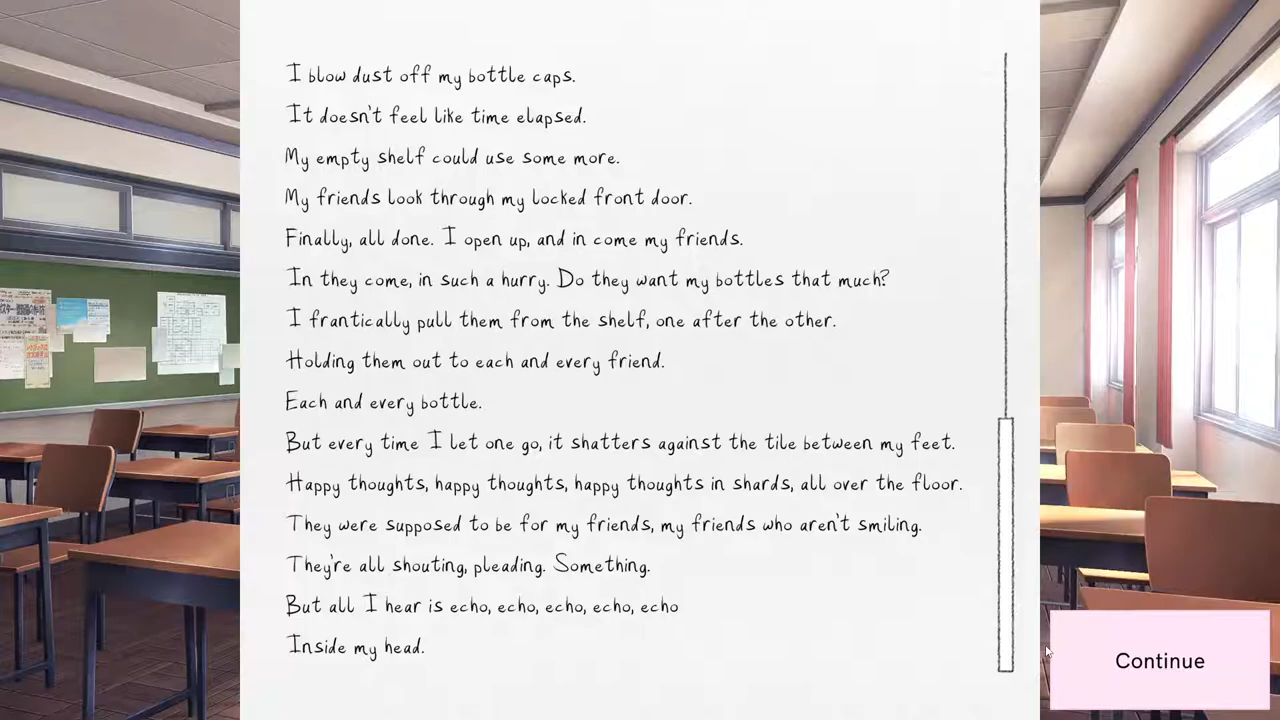 I blow dust off my bottle caps.
It doesn't feel like time elapsed.
My empty shelf could use some more.
My friends look through my locked front door.
Finally, all done. I open up, and in come my friends.
In they come, in such a hurry. Do they want my bottles that much?
I frantically pull them from the shelf, one after the other.
Holding them out to each and every friend.
Each and every bottle.
But every time I let one go, it shatters against the tile between my feet.
Happy thoughts, happy thoughts, happy thoughts in shards, all over the floor.
They were supposed to be for my friends, my friends who aren't smiling.
They're all shouting, pleading. Something.
But all I hear is echo, echo, echo, echo, echo
Inside my head.
Continue